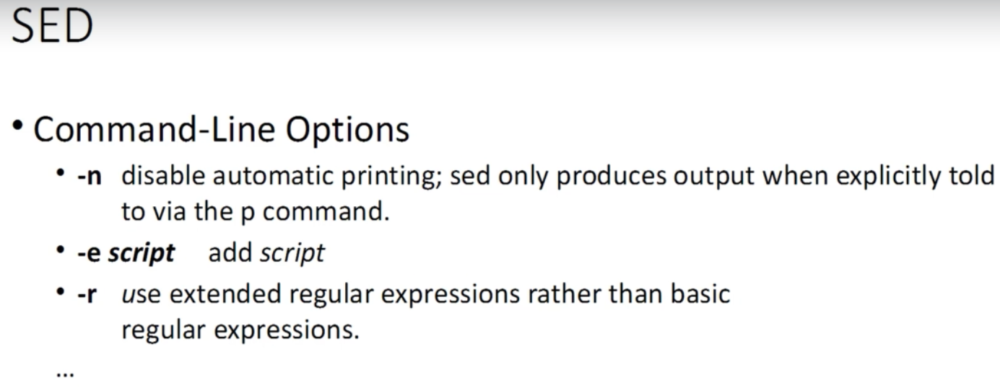 SED
• Command-Line Options
• -n disable automatic printing; sed only produces output when explicitly told
to via the p command.
• -e script add script
• -r use extended regular expressions rather than basic
regular expressions.
...